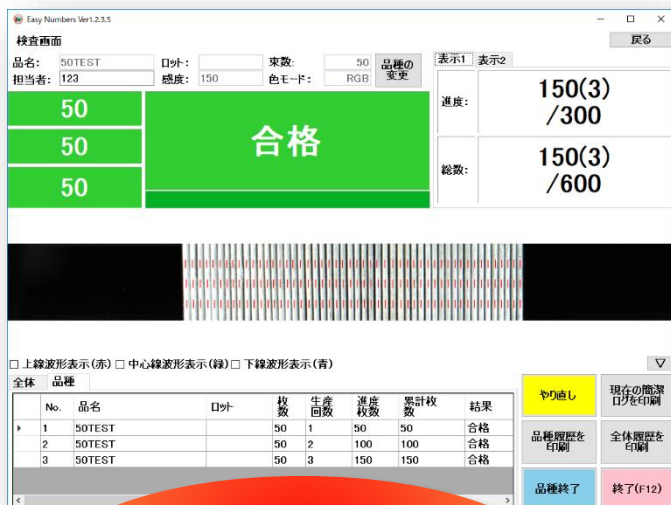 Easy Numbers Ver1.2.3.5
検査画面
戻る
品名: 50TEST ロット: 束数: 50 品種の変更
担当者: 123 感度: 150 色モード: RGB
表示1 表示2
50
50
50
合格
進度: 150(3)
/300
総数: 150(3)
/600
上線波形表示(赤) 中心線波形表示(緑) 下線波形表示(青)
▽
全体 品種
No. 品名 ロット 枚数 生産回数 進度枚数 累計枚数 結果
1 50TEST 50 1 50 50 合格
2 50TEST 50 2 100 100 合格
3 50TEST 50 3 150 150 合格
やり直し
現在の簡潔ログを印刷
品種履歴を印刷
全体履歴を印刷
品種終了
終了(F12)